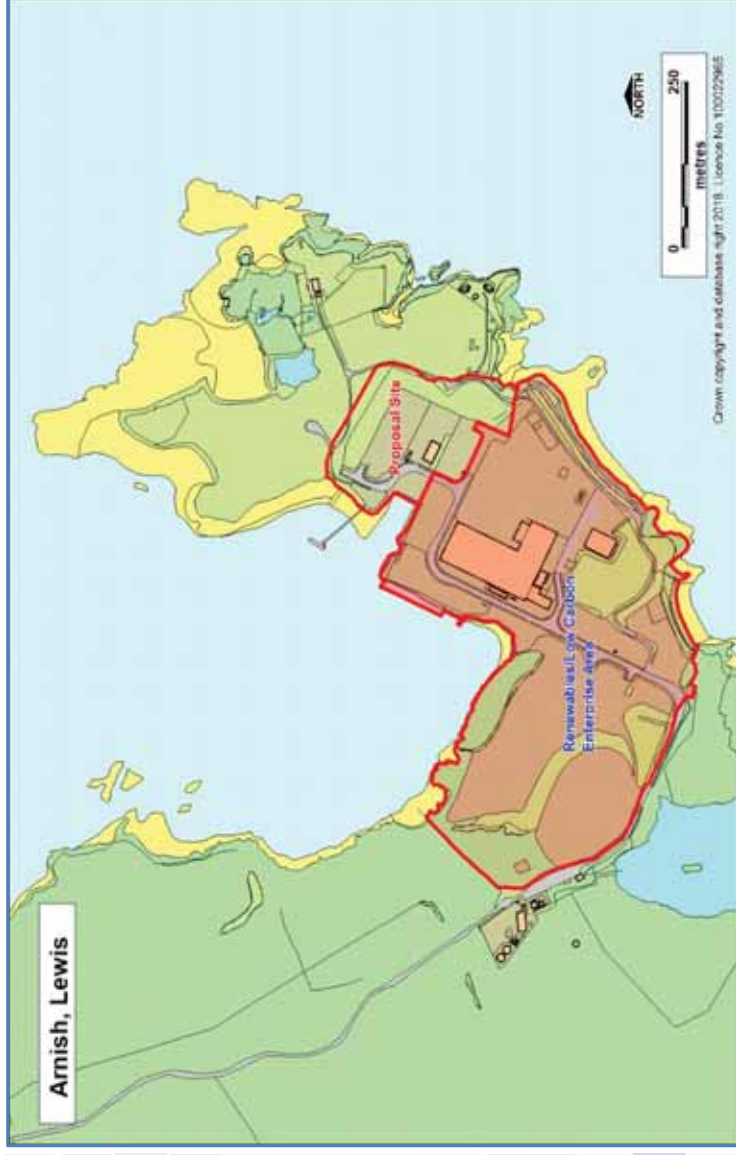 Arnish, Lewis
Proposal Site
Renewables/Low Carbon
Enterprise Area
NORTH
0 250
metres
Crown copyright and database right 2018. Licence No 100022965